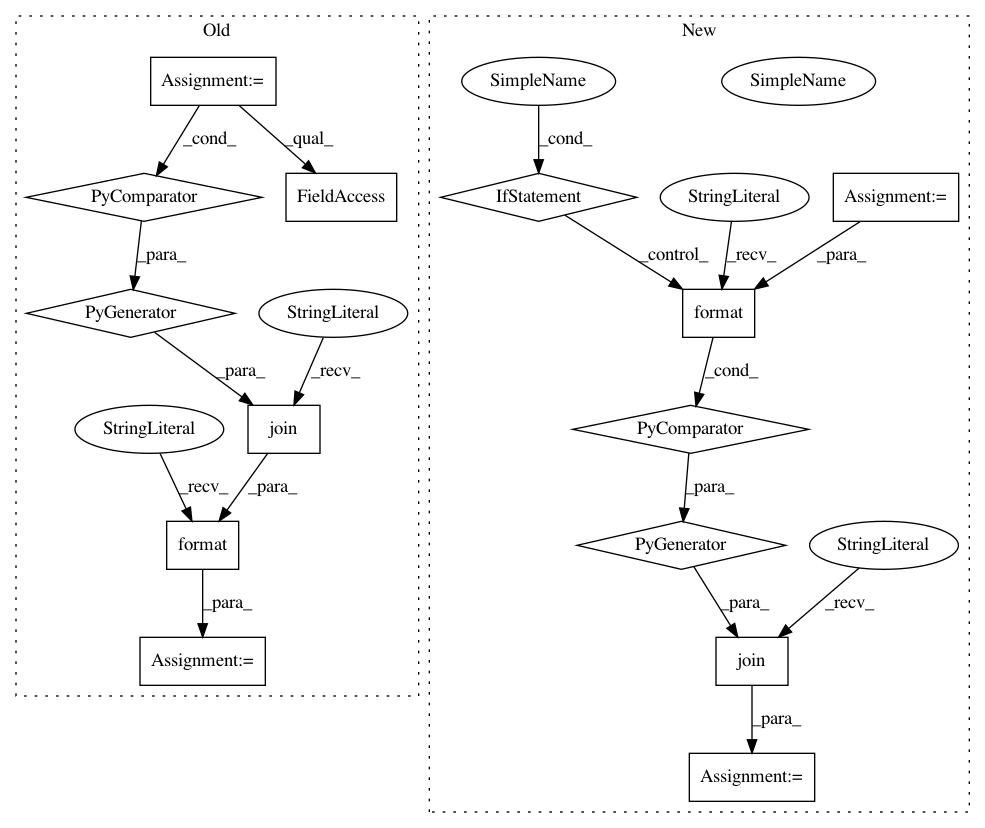 Old
New
Assignment:=
SimpleName
SimpleName
_cond_
_qual_
_cond_
PyComparator
FieldAccess
IfStatement
StringLiteral
Assignment:=
_para_
_control_
_recv_
_para_
PyGenerator
StringLiteral
format
_para_
_recv_
_cond_
StringLiteral
join
PyComparator
_recv_
_para_
_para_
format
PyGenerator
StringLiteral
_para_
_para_
_recv_
Assignment:=
join
_para_
Assignment:=